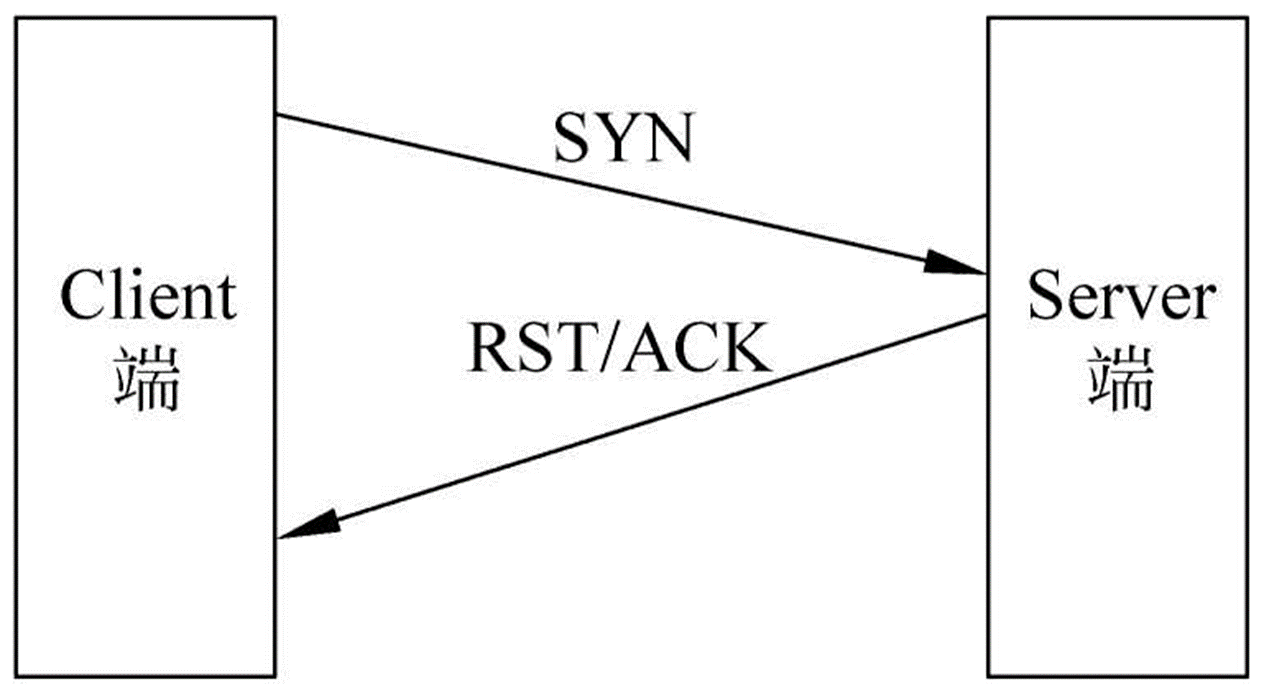 SYN
Client
端
RST/ACK
Server
端